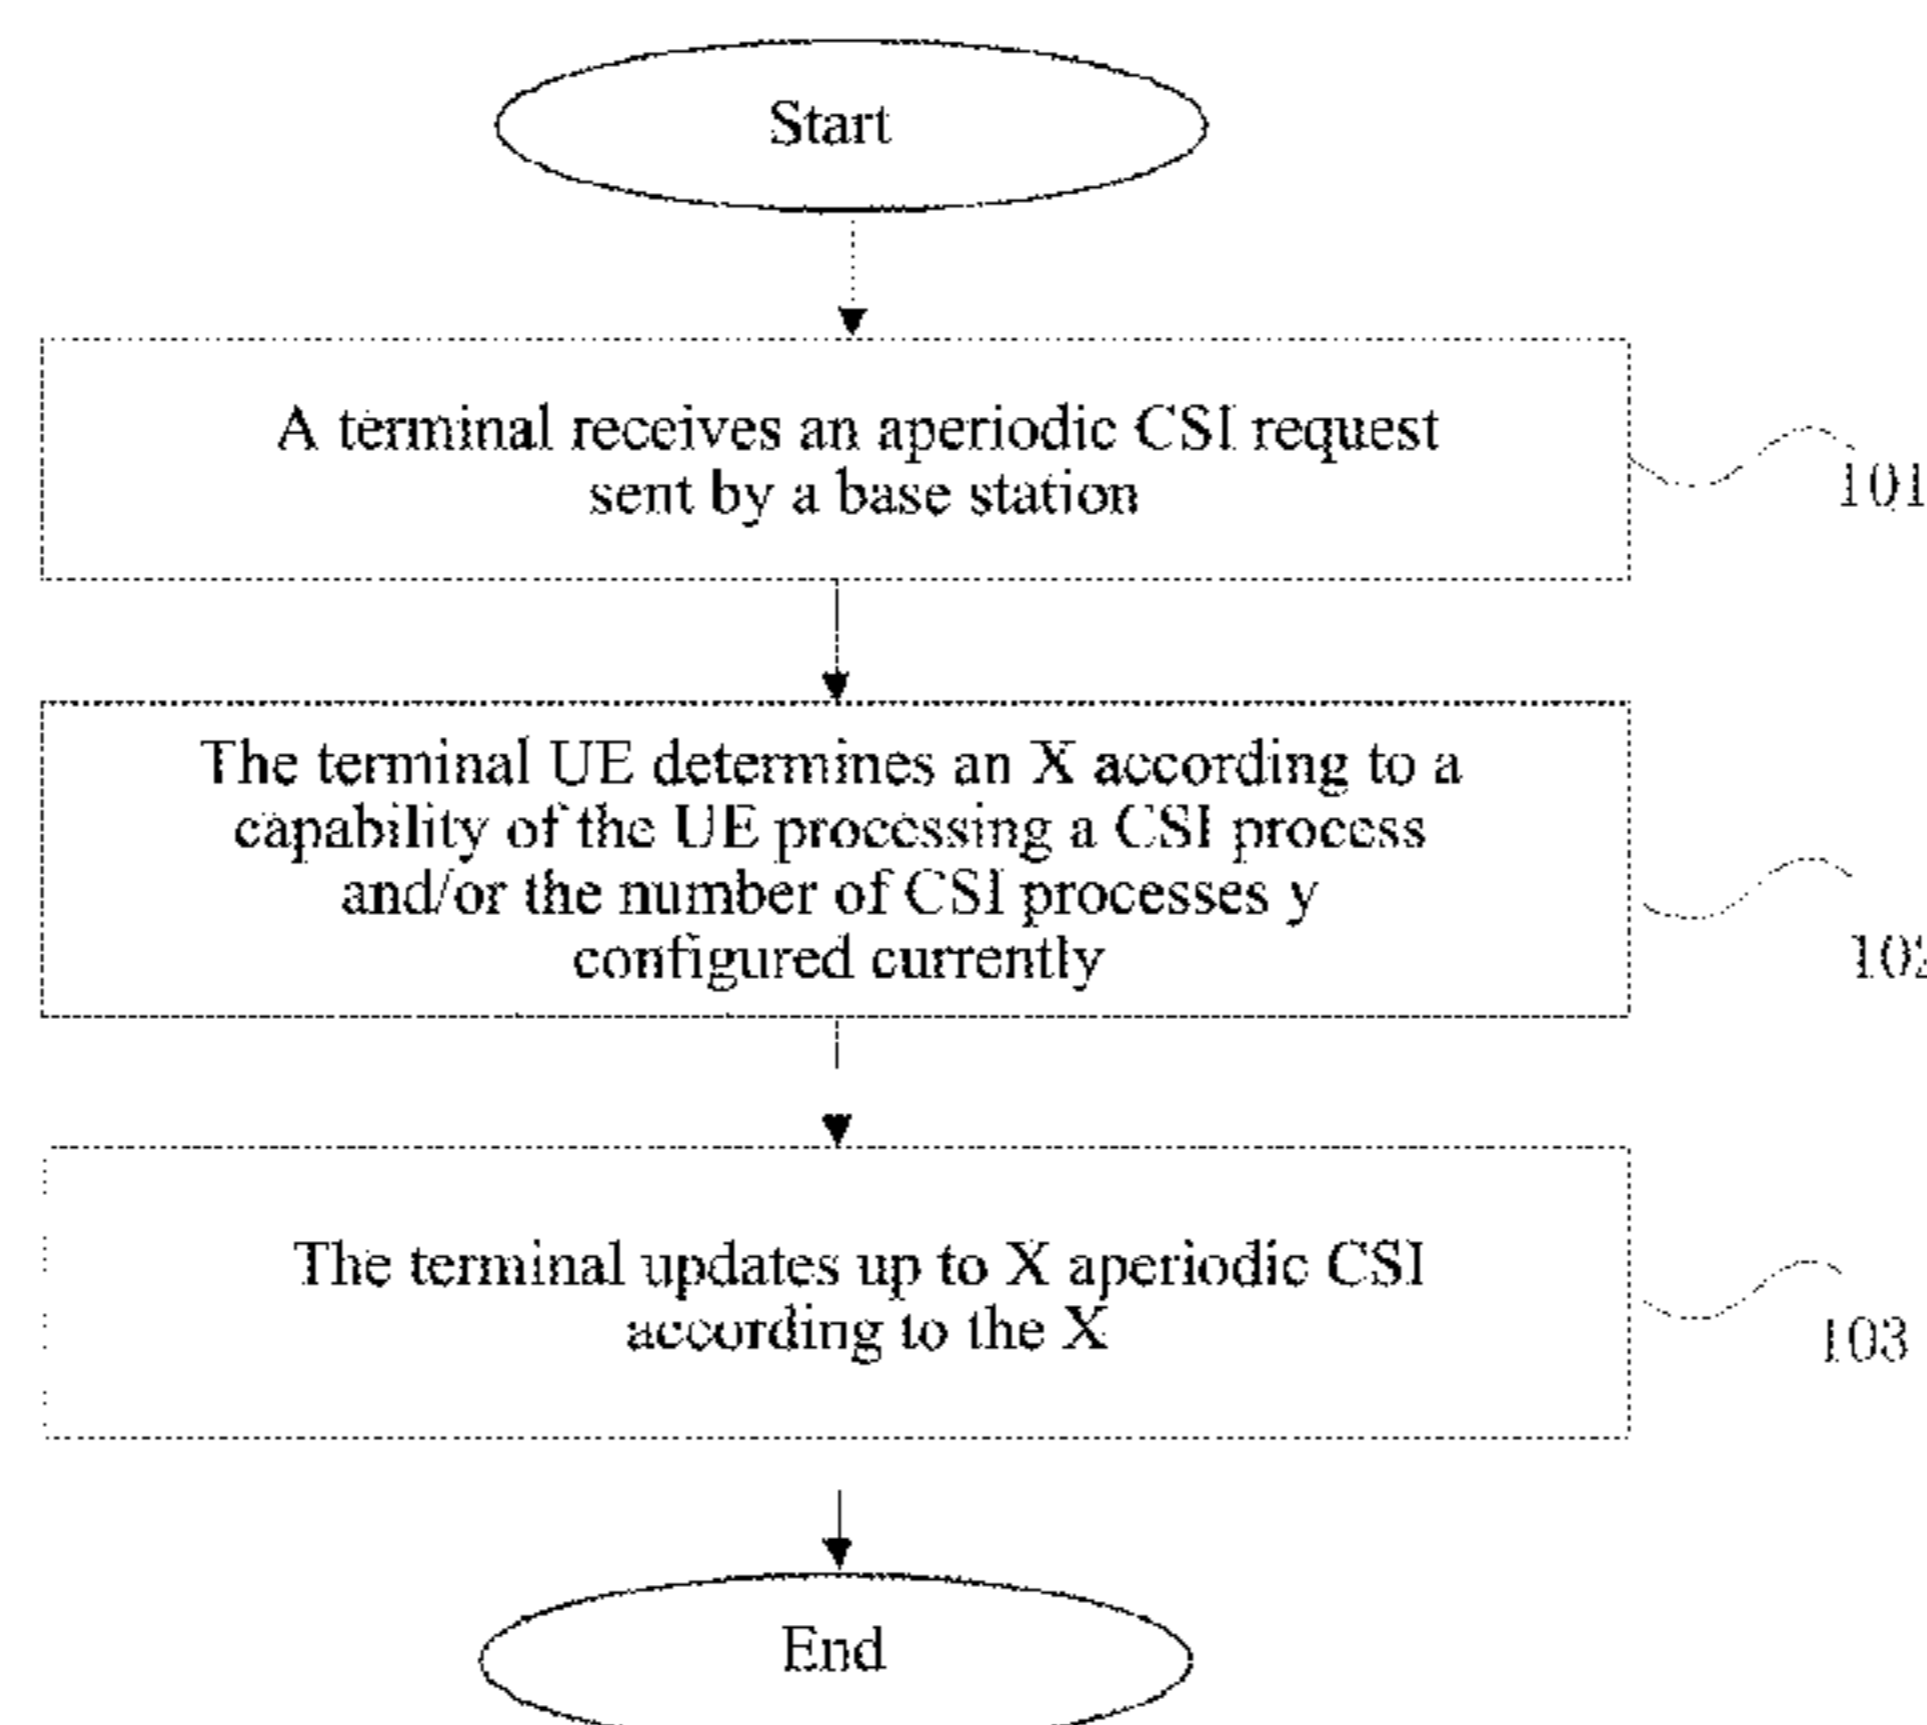 Start
A terminal receives an aperiodic CSI request
sent by a base station
101
The terminal UE determines an X according to a
capability of the UE processing a CSI process
and/or the number of CSI processes y
configured currently
102
The terminal updates up to X aperiodic CSI
according to the X
103
End